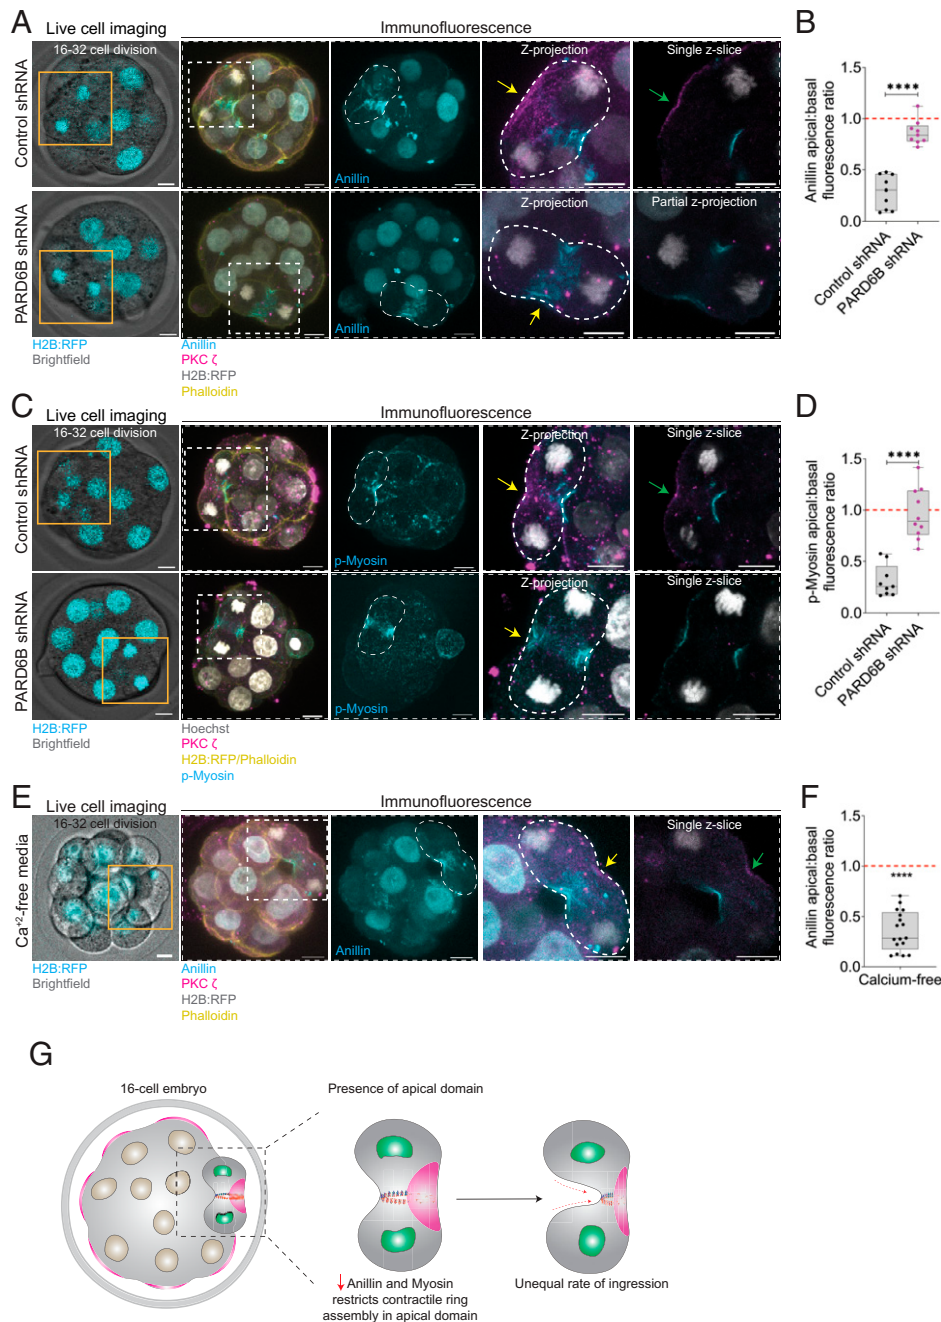 A
Live cell imaging
Immunofluorescence
Control shRNA
16-32 cell division
Anillin
Z-projection
Single z-slice
PARD6B shRNA
Anillin
Z-projection
Partial z-projection
H2B:RFP
Brightfield
Anillin
PKC ζ
H2B:RFP
Phalloidin
B
Anillin apical:basal
fluorescence ratio
1.5
1.0
0.5
0.0
****
Control shRNA
PARD6B shRNA
C
Live cell imaging
Immunofluorescence
Control shRNA
16-32 cell division
p-Myosin
Z-projection
Single z-slice
PARD6B shRNA
p-Myosin
Z-projection
Single z-slice
H2B:RFP
Brightfield
Hoechst
PKC ζ
H2B:RFP/Phalloidin
p-Myosin
D
p-Myosin apical:basal
fluorescence ratio
1.5
1.0
0.5
0.0
****
Control shRNA
PARD6B shRNA
E
Live cell imaging
Immunofluorescence
Ca⁺²-free media
16-32 cell division
Anillin
Single z-slice
H2B:RFP
Brightfield
Anillin
PKC ζ
H2B:RFP
Phalloidin
F
Anillin apical:basal
fluorescence ratio
1.5
1.0
0.5
0.0
****
Calcium-free
G
16-cell embryo
Presence of apical domain
Anillin and Myosin
restricts contractile ring
assembly in apical domain
Unequal rate of ingression